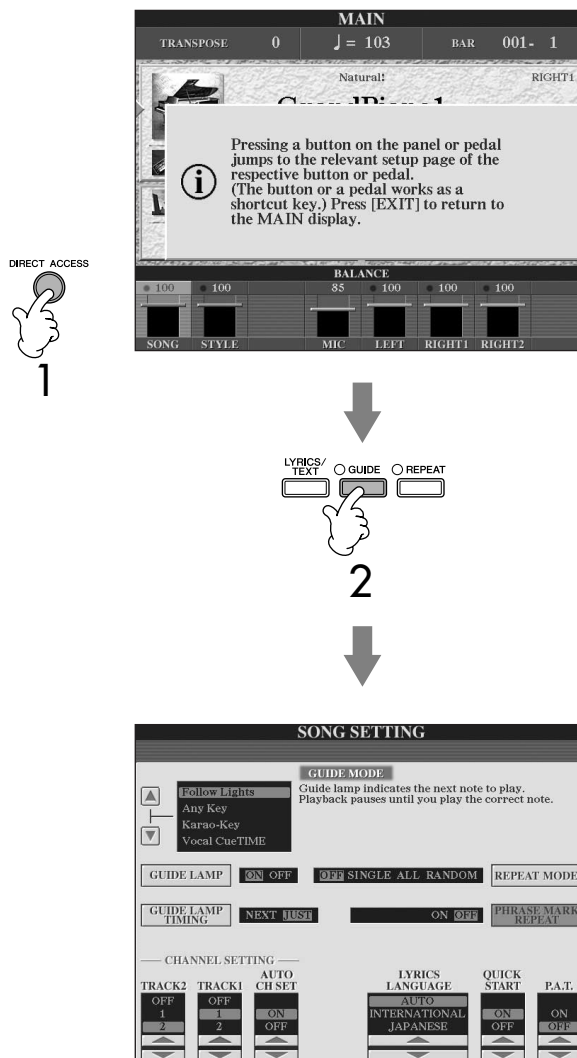 MAIN
TRANSPOSE 0 ♩ = 103 BAR 001- 1
Natural!
RIGHT1
GrandPiano1
Pressing a button on the panel or pedal
jumps to the relevant setup page of the
respective button or pedal.
(The button or a pedal works as a
shortcut key.) Press [EXIT] to return to
the MAIN display.
DIRECT ACCESS
1
BALANCE
100 100 85 100 100 100
SONG STYLE MIC LEFT RIGHT1 RIGHT2
LYRICS/
TEXT GUIDE REPEAT
2
SONG SETTING
GUIDE MODE
Follow Lights
Any Key
Karao-Key
Vocal CueTIME
Guide lamp indicates the next note to play.
Playback pauses until you play the correct note.
GUIDE LAMP ON OFF OFF SINGLE ALL RANDOM REPEAT MODE
GUIDE LAMP
TIMING
NEXT JUST ON OFF
PHRASE MARK
REPEAT
CHANNEL SETTING
TRACK2 TRACK1
AUTO
CH SET
LYRICS
LANGUAGE
QUICK
START
P.A.T.
OFF OFF AUTO
1 1 ON INTERNATIONAL ON ON
2 2 OFF JAPANESE OFF OFF